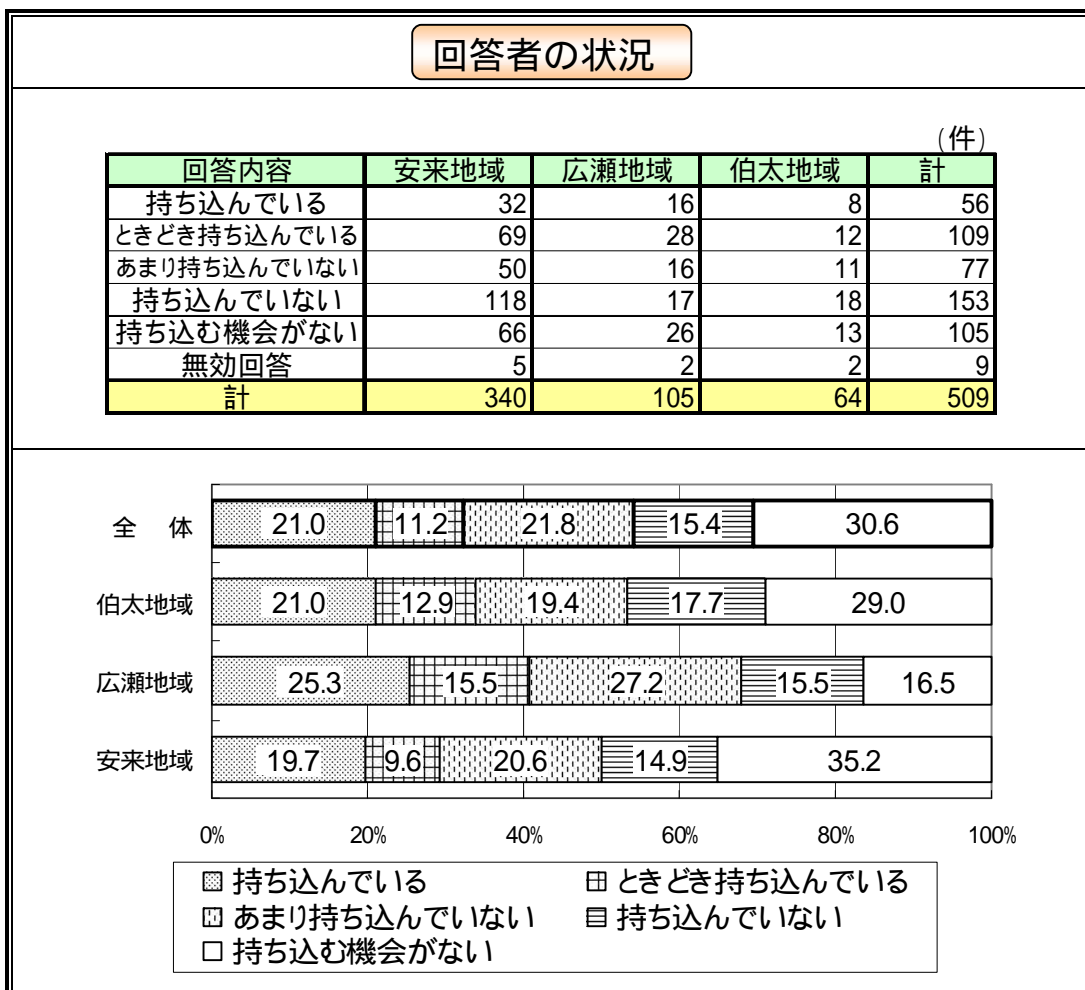 回答者の状況
(件)
回答内容 安来地域 広瀬地域 伯太地域 計
持ち込んでいる 32 16 8 56
ときどき持ち込んでいる 69 28 12 109
あまり持ち込んでいない 50 16 11 77
持ち込んでいない 118 17 18 153
持ち込む機会がない 66 26 13 105
無効回答 5 2 2 9
計 340 105 64 509
全 体 21.0 11.2 21.8 15.4 30.6
伯太地域 21.0 12.9 19.4 17.7 29.0
広瀬地域 25.3 15.5 27.2 15.5 16.5
安来地域 19.7 9.6 20.6 14.9 35.2
0% 20% 40% 60% 80% 100%
持ち込んでいる ときどき持ち込んでいる
あまり持ち込んでいない 持ち込んでいない
持ち込む機会がない